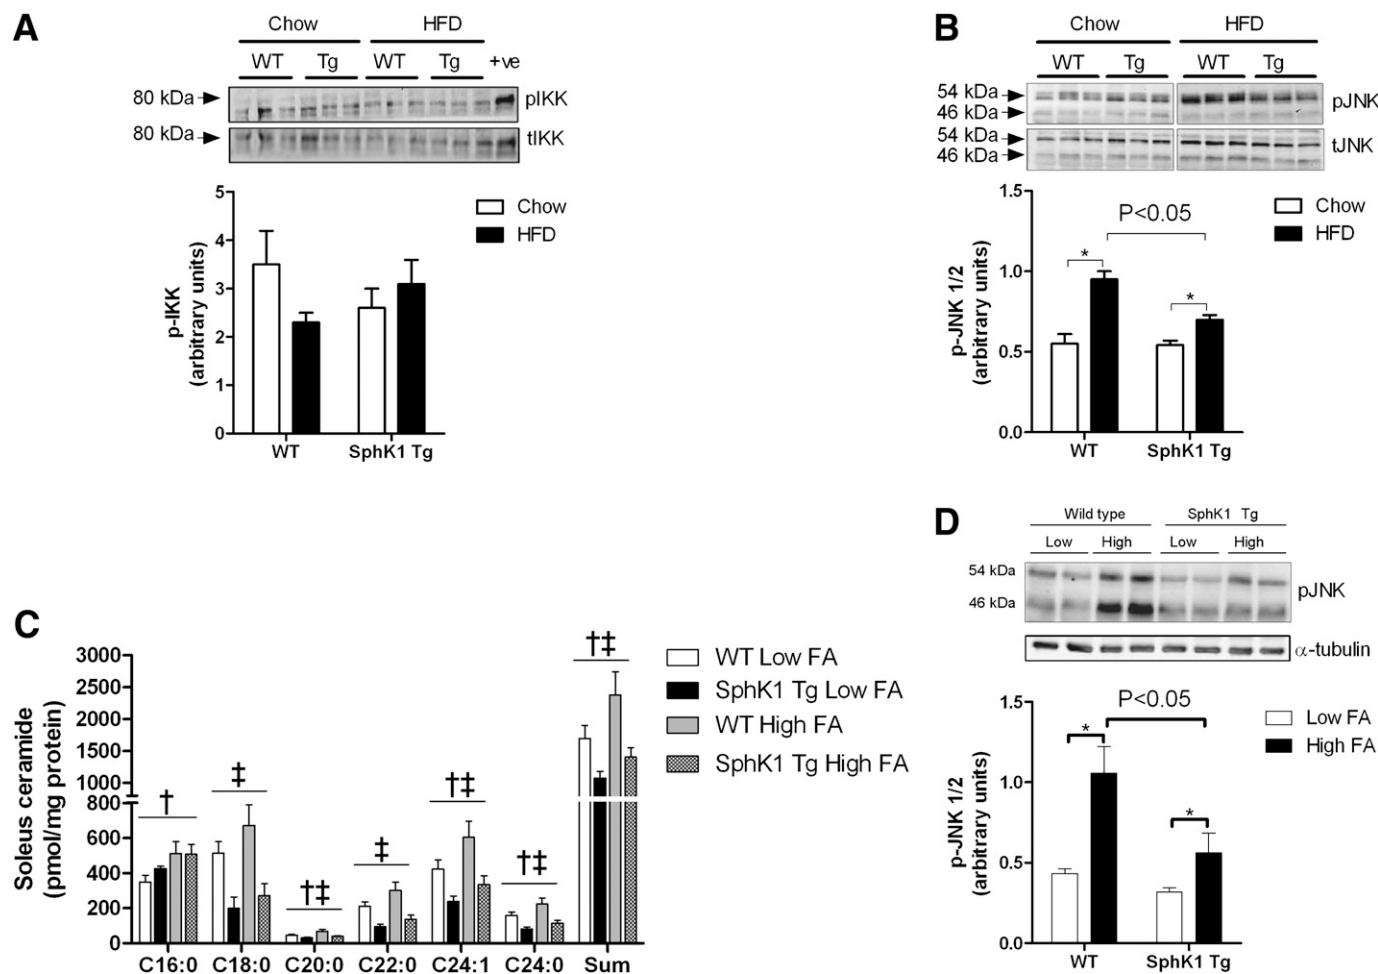 A
Chow HFD
WT Tg WT Tg +ve
80 kDa pIKK
80 kDa tIKK
5
4
3
2
1
0
p-IKK
(arbitrary units)
Chow
HFD
WT SphK1 Tg
B
Chow HFD
WT Tg WT Tg
54 kDa
46 kDa
pJNK
54 kDa
46 kDa
tJNK
1.5
1.0
0.5
0.0
p-JNK 1/2
(arbitrary units)
P<0.05
*
*
Chow
HFD
WT SphK1 Tg
C
3000
2500
2000
1500
1000
800
600
400
200
0
Soleus ceramide
(pmol/mg protein)
†
‡
†‡
‡
†‡
†‡
†‡
WT Low FA
SphK1 Tg Low FA
WT High FA
SphK1 Tg High FA
C16:0 C18:0 C20:0 C22:0 C24:1 C24:0 Sum
D
Wild type SphK1 Tg
Low High Low High
54 kDa
46 kDa
pJNK
α-tubulin
1.5
1.0
0.5
0.0
p-JNK 1/2
(arbitrary units)
P<0.05
*
*
Low FA
High FA
WT SphK1 Tg